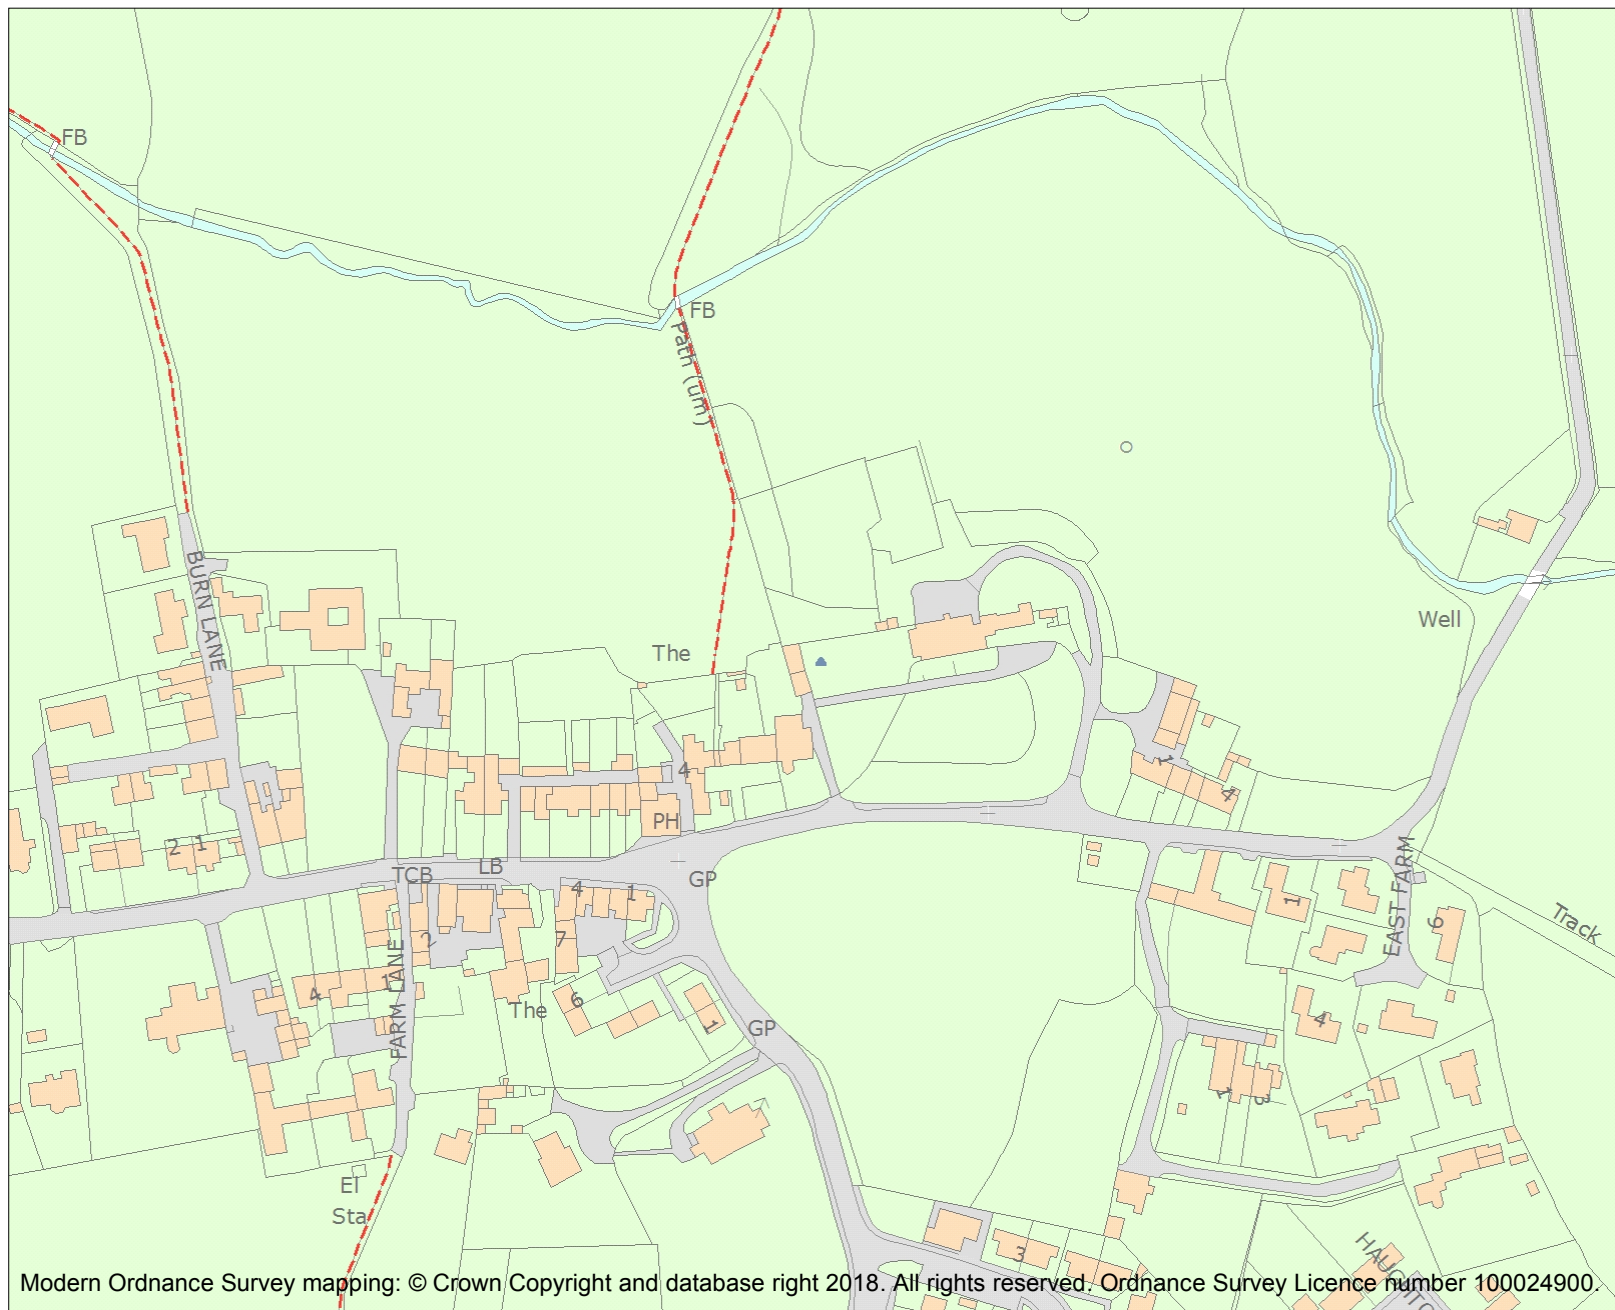 FB
FB
Path (um)
BURN LANE
The
Well
1
4
4
PH
2 1
TCB
LB
GP
4
1
2
7
FARM LANE
4
1
The
6
1
GP
EAST FARM
1
6
Track
4
1
3
El
Sta
3
Modern Ordnance Survey mapping: © Crown Copyright and database right 2018. All rights reserved. Ordnance Survey Licence number 100024900.